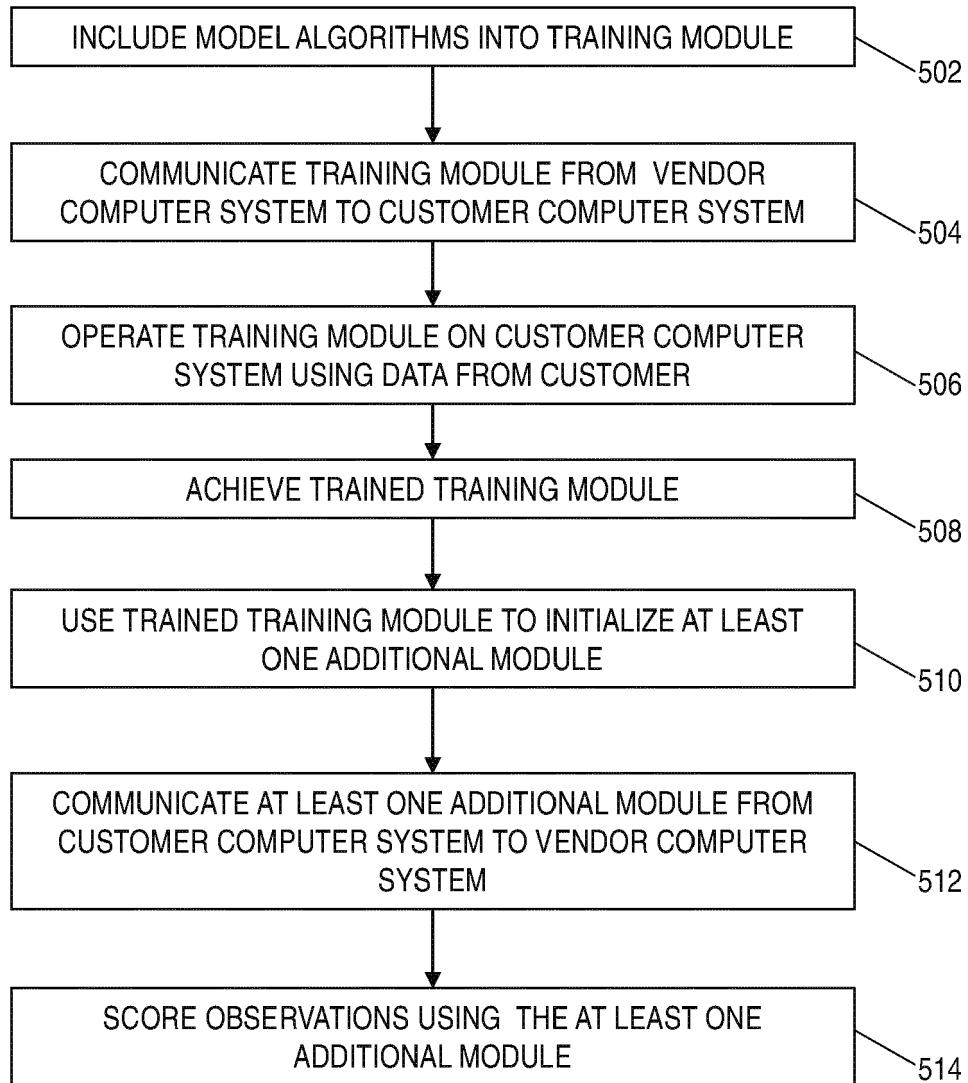 INCLUDE MODEL ALGORITHMS INTO TRAINING MODULE
502
COMMUNICATE TRAINING MODULE FROM VENDOR
COMPUTER SYSTEM TO CUSTOMER COMPUTER SYSTEM
504
OPERATE TRAINING MODULE ON CUSTOMER COMPUTER
SYSTEM USING DATA FROM CUSTOMER
506
ACHIEVE TRAINED TRAINING MODULE
508
USE TRAINED TRAINING MODULE TO INITIALIZE AT LEAST
ONE ADDITIONAL MODULE
510
COMMUNICATE AT LEAST ONE ADDITIONAL MODULE FROM
CUSTOMER COMPUTER SYSTEM TO VENDOR COMPUTER
SYSTEM
512
SCORE OBSERVATIONS USING THE AT LEAST ONE
ADDITIONAL MODULE
514